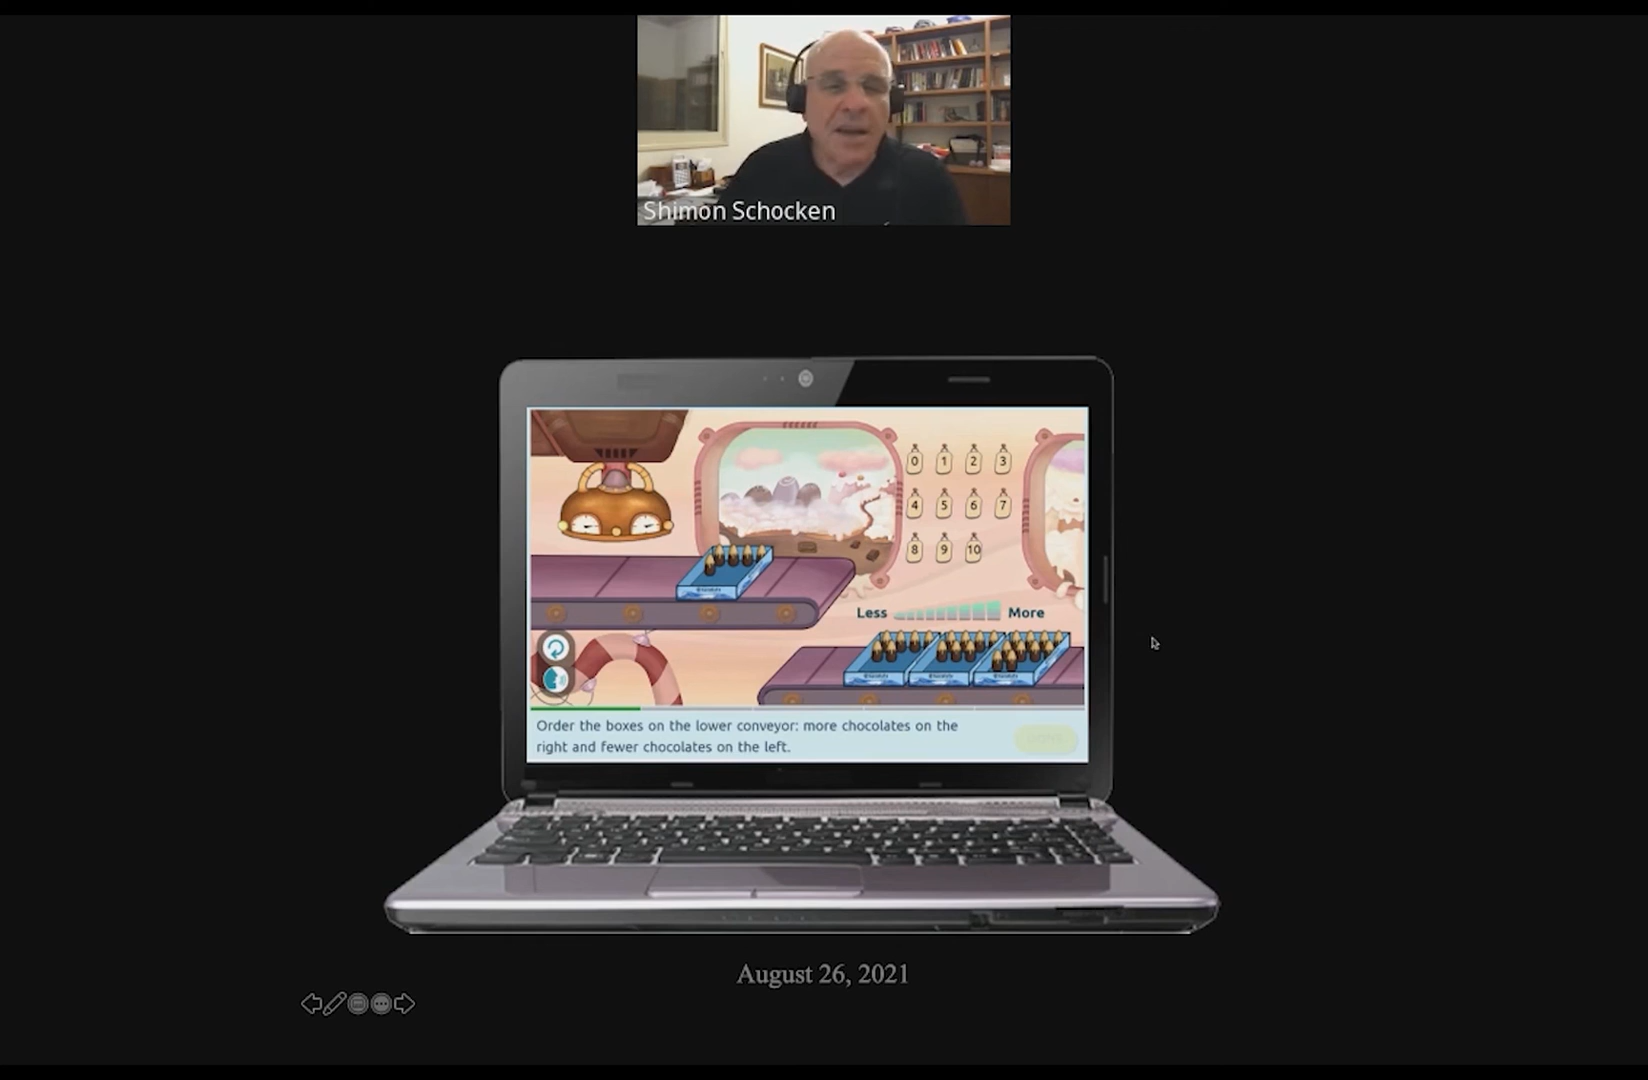 Shimon Schocken
0 1 2 3
4 5 6 7
8 9 10
Less More
Order the boxes on the lower conveyor: more chocolates on the
right and fewer chocolates on the left.
August 26, 2021